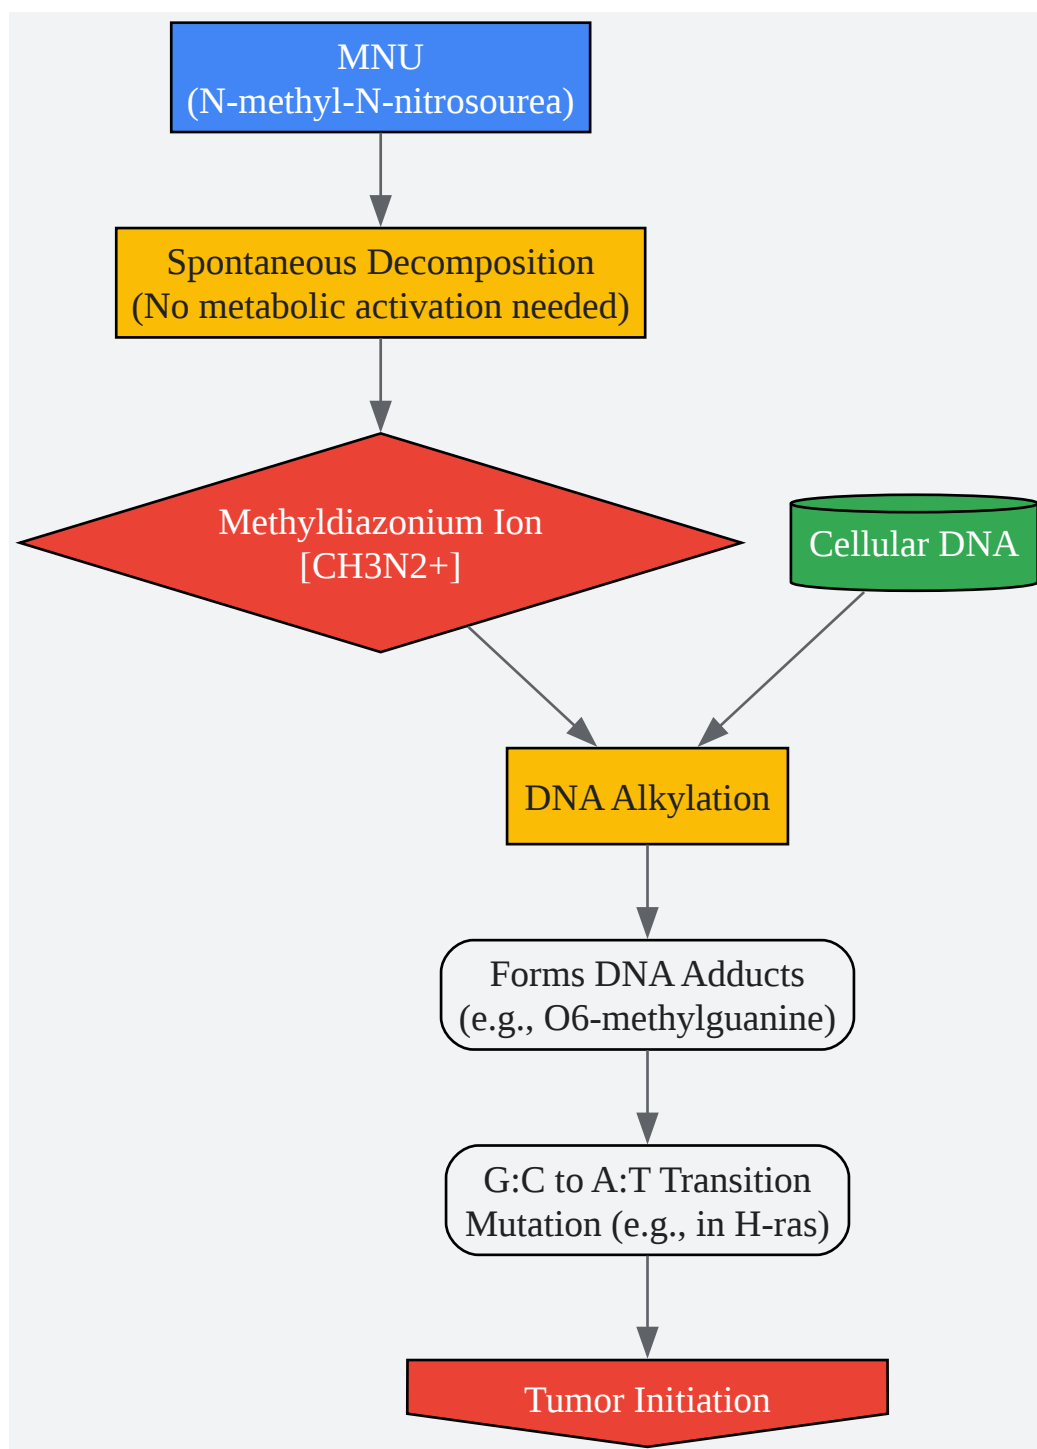 MNU
(N-methyl-N-nitrosourea)
Spontaneous Decomposition
(No metabolic activation needed)
Methyldiazonium Ion
[CH3N2+]
Cellular DNA
DNA Alkylation
Forms DNA Adducts
(e.g., O6-methylguanine)
G:C to A:T Transition
Mutation (e.g., in H-ras)
Tumor Initiation